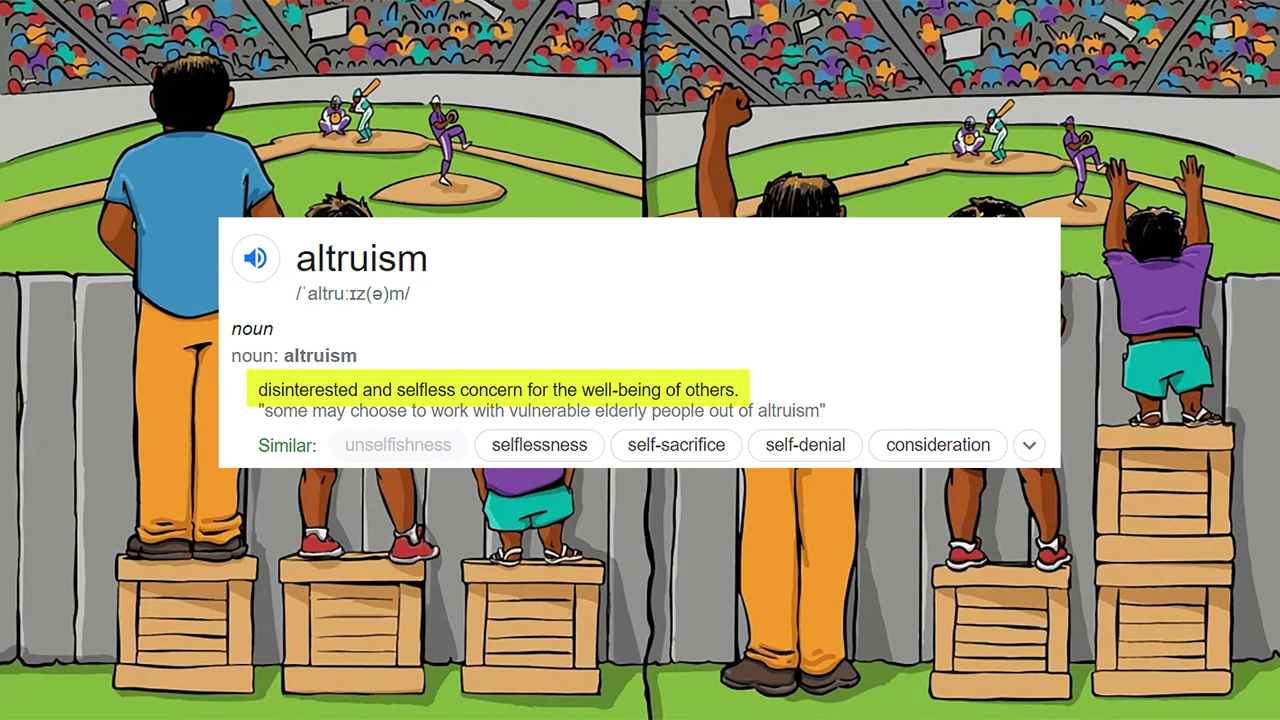 altruism
/ˈaltruːɪz(ə)m/
noun
noun: altruism
disinterested and selfless concern for the well-being of others.
"some may choose to work with vulnerable elderly people out of altruism"
Similar: unselfishness selflessness self-sacrifice self-denial consideration